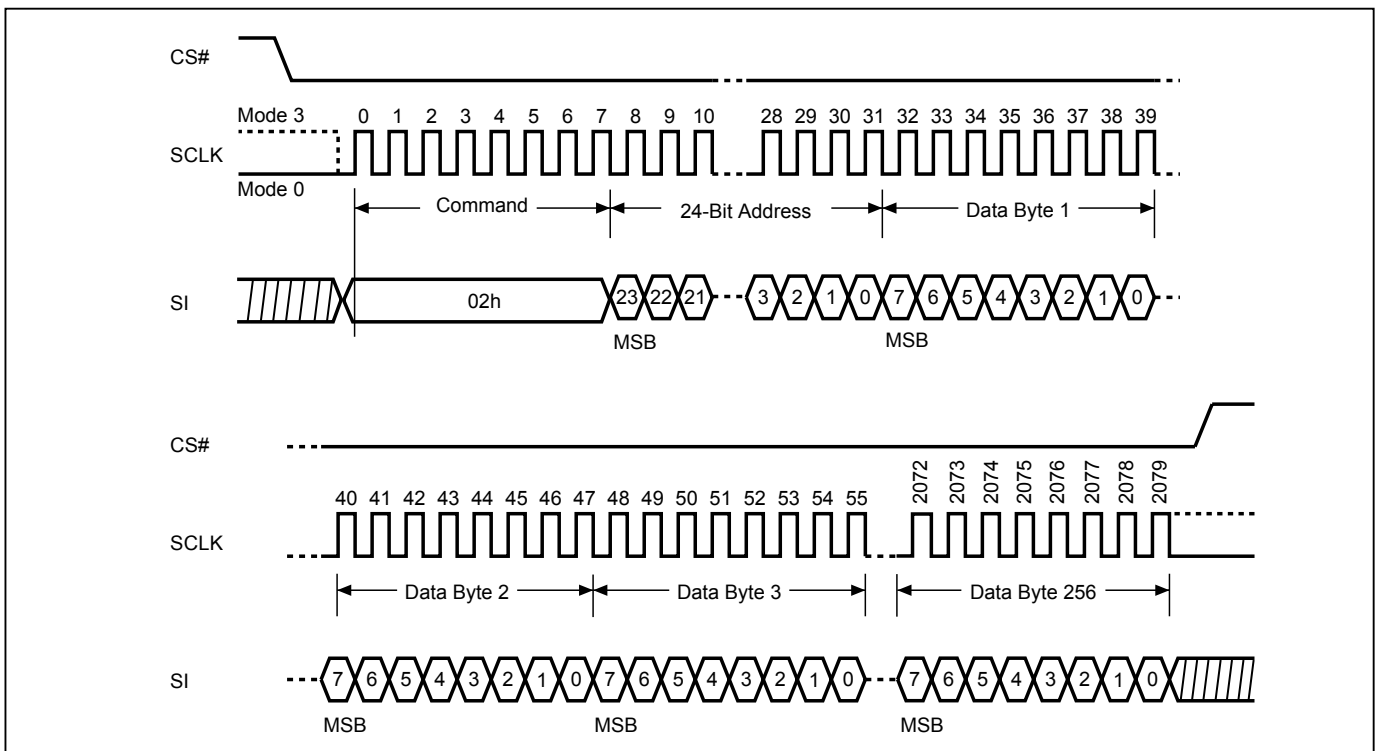 CS#
Mode 3
0 1 2 3 4 5 6 7 8 9 10 28 29 30 31 32 33 34 35 36 37 38 39
SCLK
Mode 0
Command 24-Bit Address Data Byte 1
SI 02h 23 22 21 3 2 1 0 7 6 5 4 3 2 1 0
MSB MSB
CS#
40 41 42 43 44 45 46 47 48 49 50 51 52 53 54 55 2072 2073 2074 2075 2076 2077 2078 2079
SCLK
Data Byte 2 Data Byte 3 Data Byte 256
SI 7 6 5 4 3 2 1 0 7 6 5 4 3 2 1 0 7 6 5 4 3 2 1 0
MSB MSB MSB